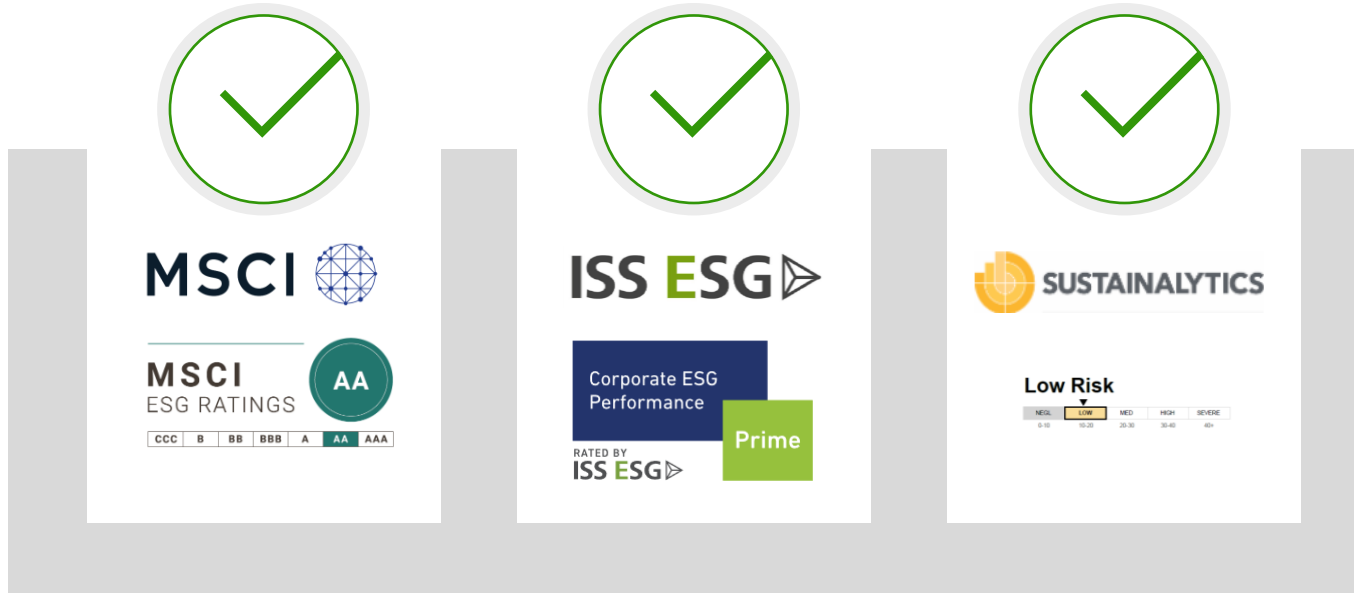 MSCI
MSCI
ESG RATINGS
AA
CCC B BB BBB A AA AAA
ISS ESG
Corporate ESG
Performance
Prime
RATED BY
ISS ESG
SUSTAINALYTICS
Low Risk
NEGL LOW MED HIGH SEVERE
0-10 10-20 20-30 30-40 40+